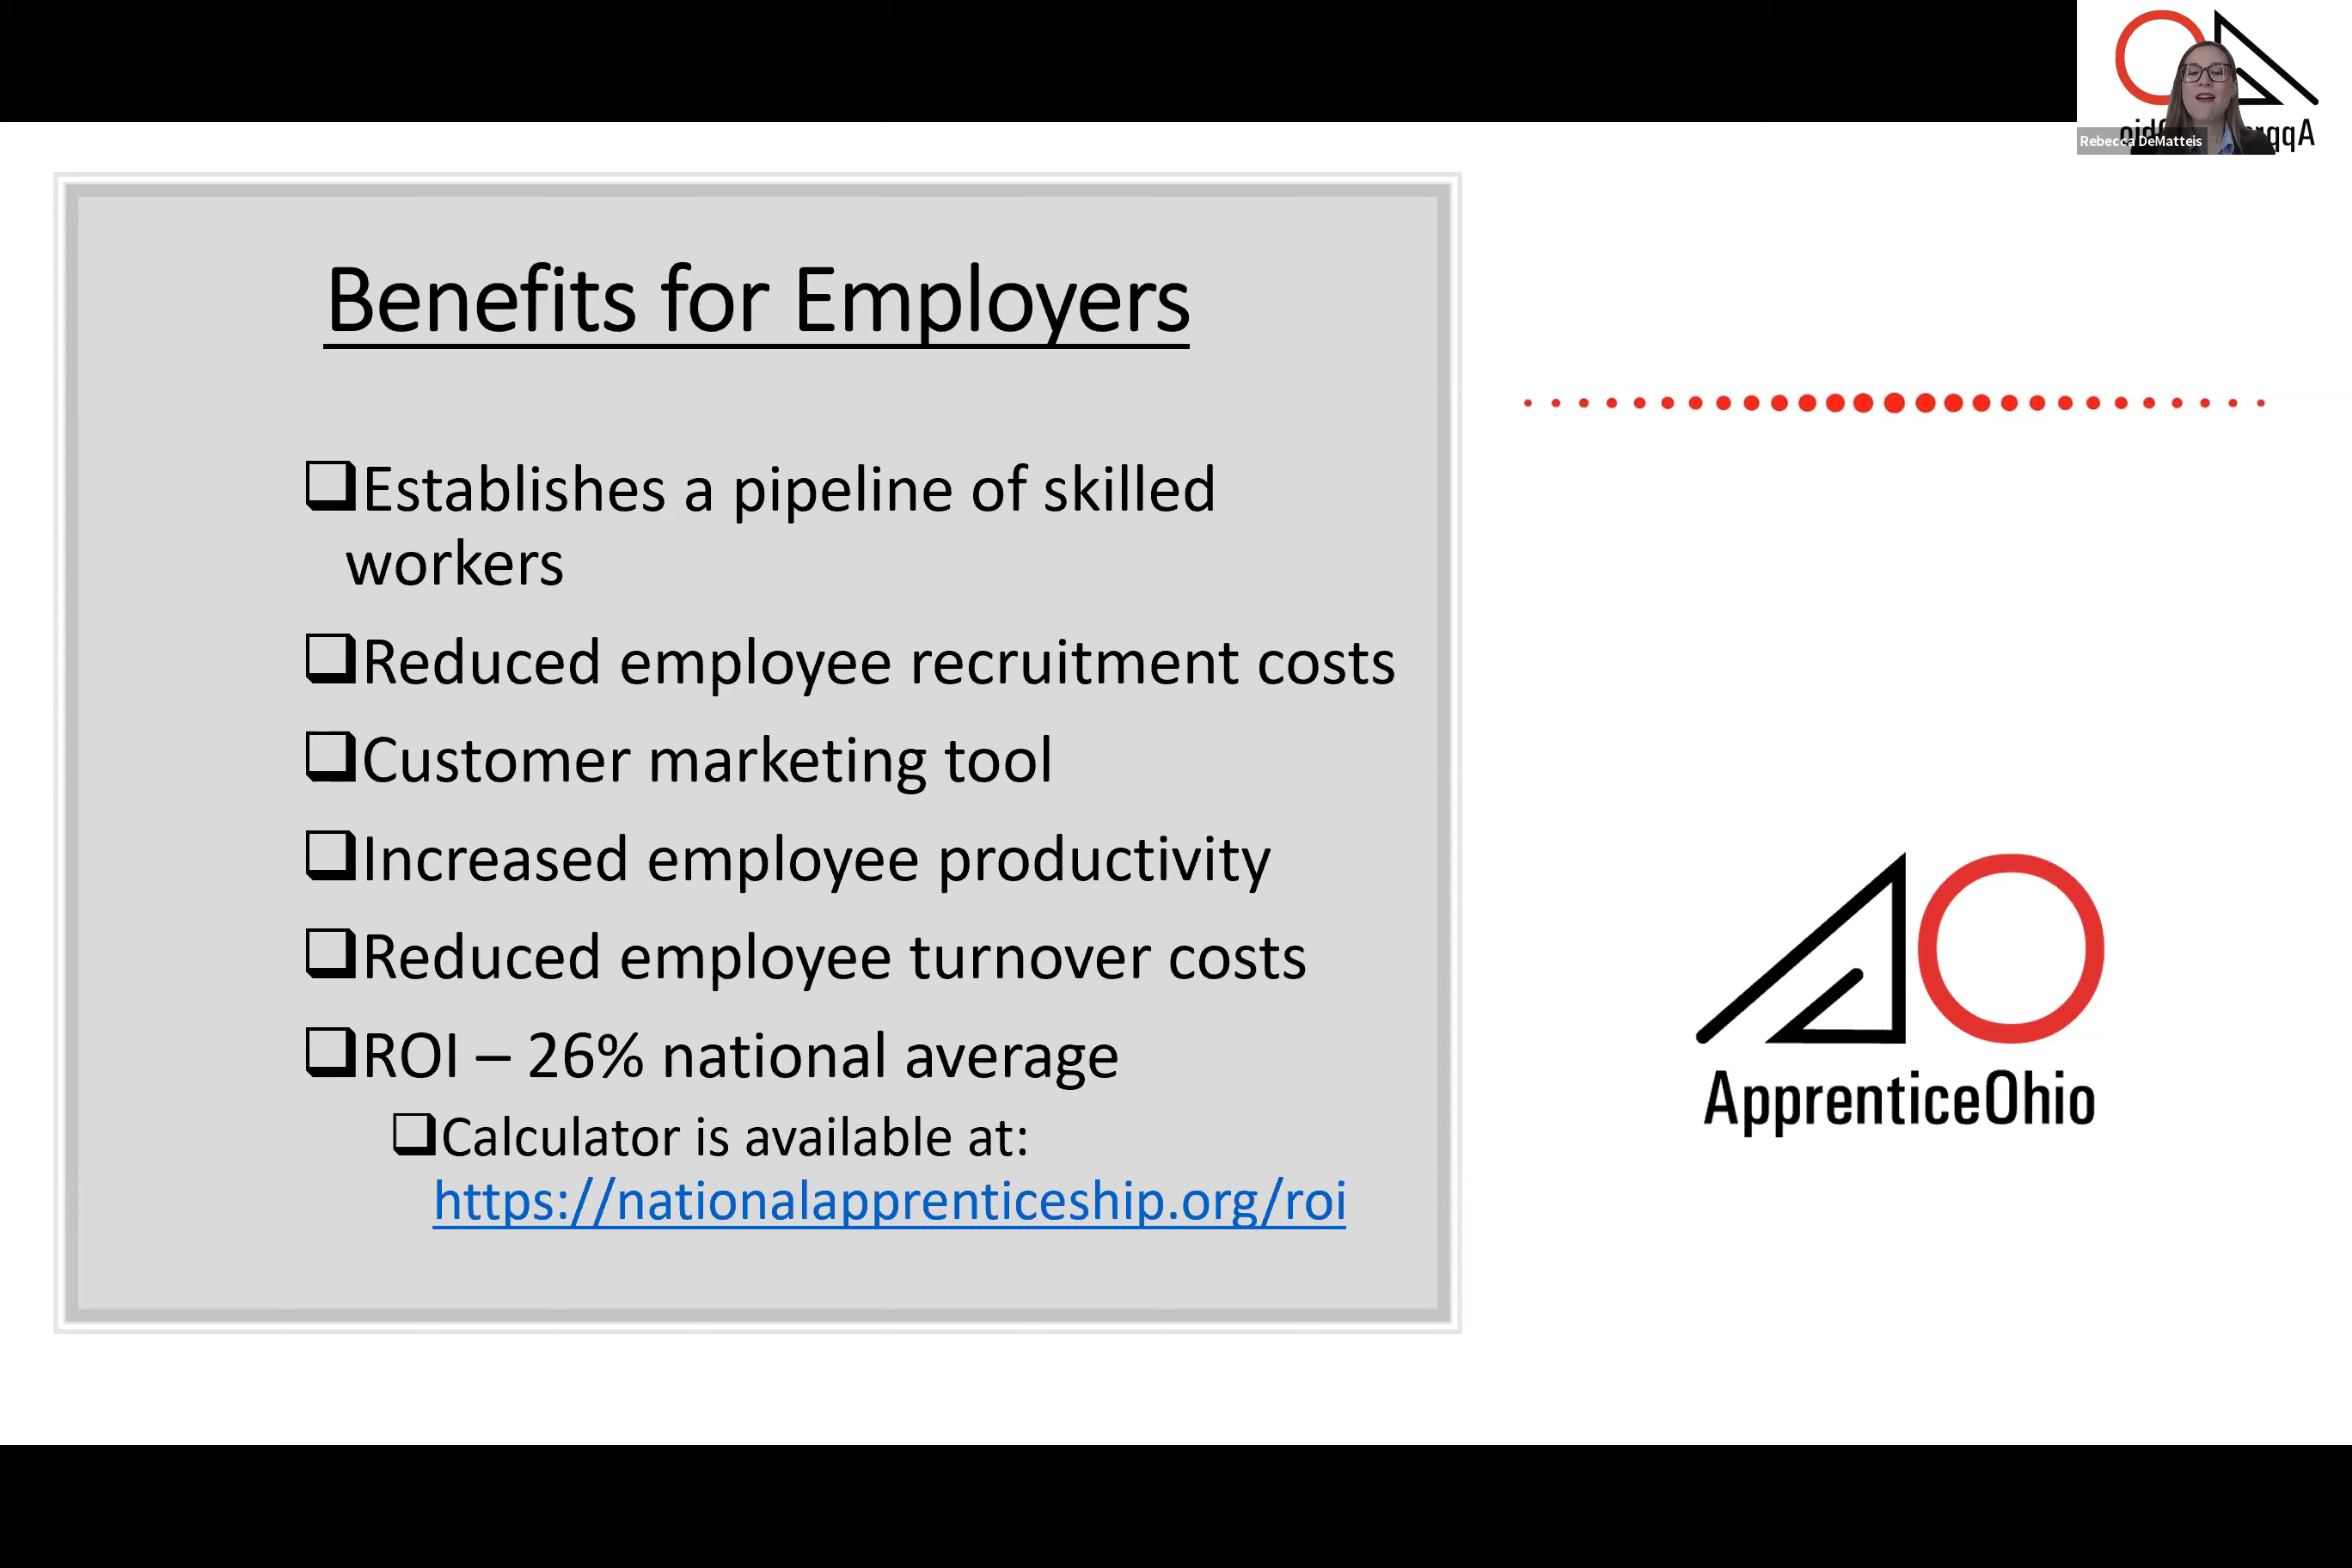 Rebecca DeMatteis
Benefits for Employers
Establishes a pipeline of skilled
workers
Reduced employee recruitment costs
Customer marketing tool
Increased employee productivity
Reduced employee turnover costs
ROI – 26% national average
Calculator is available at:
https://nationalapprenticeship.org/roi
ApprenticeOhio